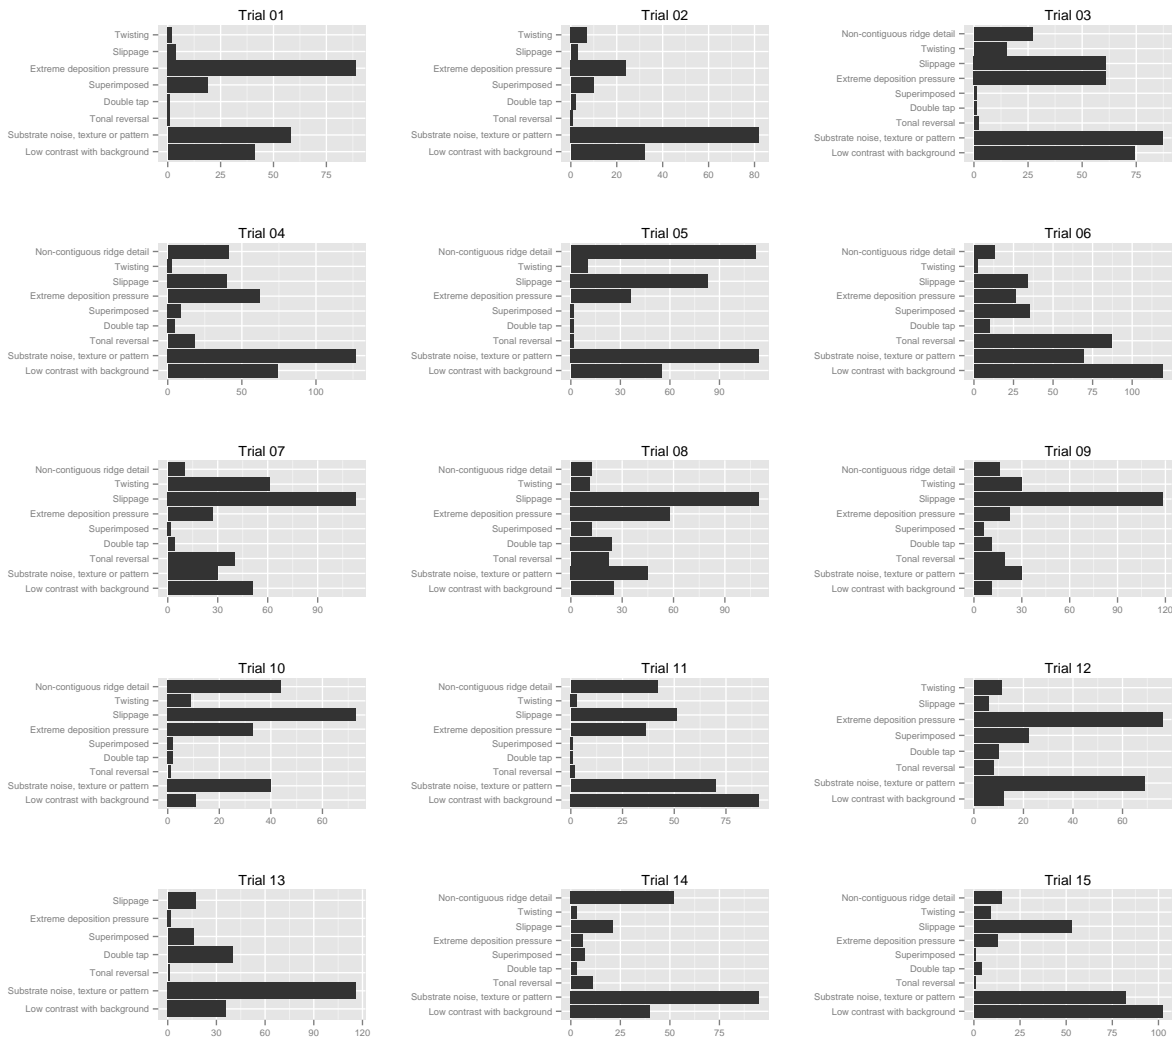 Trial 01
Twisting
Slippage
Extreme deposition pressure
Superimposed
Double tap
Tonal reversal
Substrate noise, texture or pattern
Low contrast with background
0 25 50 75
Trial 02
Twisting
Slippage
Extreme deposition pressure
Superimposed
Double tap
Tonal reversal
Substrate noise, texture or pattern
Low contrast with background
0 20 40 60 80
Trial 03
Non-contiguous ridge detail
Twisting
Slippage
Extreme deposition pressure
Superimposed
Double tap
Tonal reversal
Substrate noise, texture or pattern
Low contrast with background
0 25 50 75
Trial 04
Non-contiguous ridge detail
Twisting
Slippage
Extreme deposition pressure
Superimposed
Double tap
Tonal reversal
Substrate noise, texture or pattern
Low contrast with background
0 50 100
Trial 05
Non-contiguous ridge detail
Twisting
Slippage
Extreme deposition pressure
Superimposed
Double tap
Tonal reversal
Substrate noise, texture or pattern
Low contrast with background
0 30 60 90
Trial 06
Non-contiguous ridge detail
Twisting
Slippage
Extreme deposition pressure
Superimposed
Double tap
Tonal reversal
Substrate noise, texture or pattern
Low contrast with background
0 25 50 75 100
Trial 07
Non-contiguous ridge detail
Twisting
Slippage
Extreme deposition pressure
Superimposed
Double tap
Tonal reversal
Substrate noise, texture or pattern
Low contrast with background
0 30 60 90
Trial 08
Non-contiguous ridge detail
Twisting
Slippage
Extreme deposition pressure
Superimposed
Double tap
Tonal reversal
Substrate noise, texture or pattern
Low contrast with background
0 30 60 90
Trial 09
Non-contiguous ridge detail
Twisting
Slippage
Extreme deposition pressure
Superimposed
Double tap
Tonal reversal
Substrate noise, texture or pattern
Low contrast with background
0 30 60 90 120
Trial 10
Non-contiguous ridge detail
Twisting
Slippage
Extreme deposition pressure
Superimposed
Double tap
Tonal reversal
Substrate noise, texture or pattern
Low contrast with background
0 20 40 60
Trial 11
Non-contiguous ridge detail
Twisting
Slippage
Extreme deposition pressure
Superimposed
Double tap
Tonal reversal
Substrate noise, texture or pattern
Low contrast with background
0 25 50 75
Trial 12
Twisting
Slippage
Extreme deposition pressure
Superimposed
Double tap
Tonal reversal
Substrate noise, texture or pattern
Low contrast with background
0 20 40 60
Trial 13
Slippage
Extreme deposition pressure
Superimposed
Double tap
Tonal reversal
Substrate noise, texture or pattern
Low contrast with background
0 30 60 90 120
Trial 14
Non-contiguous ridge detail
Twisting
Slippage
Extreme deposition pressure
Superimposed
Double tap
Tonal reversal
Substrate noise, texture or pattern
Low contrast with background
0 25 50 75
Trial 15
Non-contiguous ridge detail
Twisting
Slippage
Extreme deposition pressure
Superimposed
Double tap
Tonal reversal
Substrate noise, texture or pattern
Low contrast with background
0 25 50 75 100